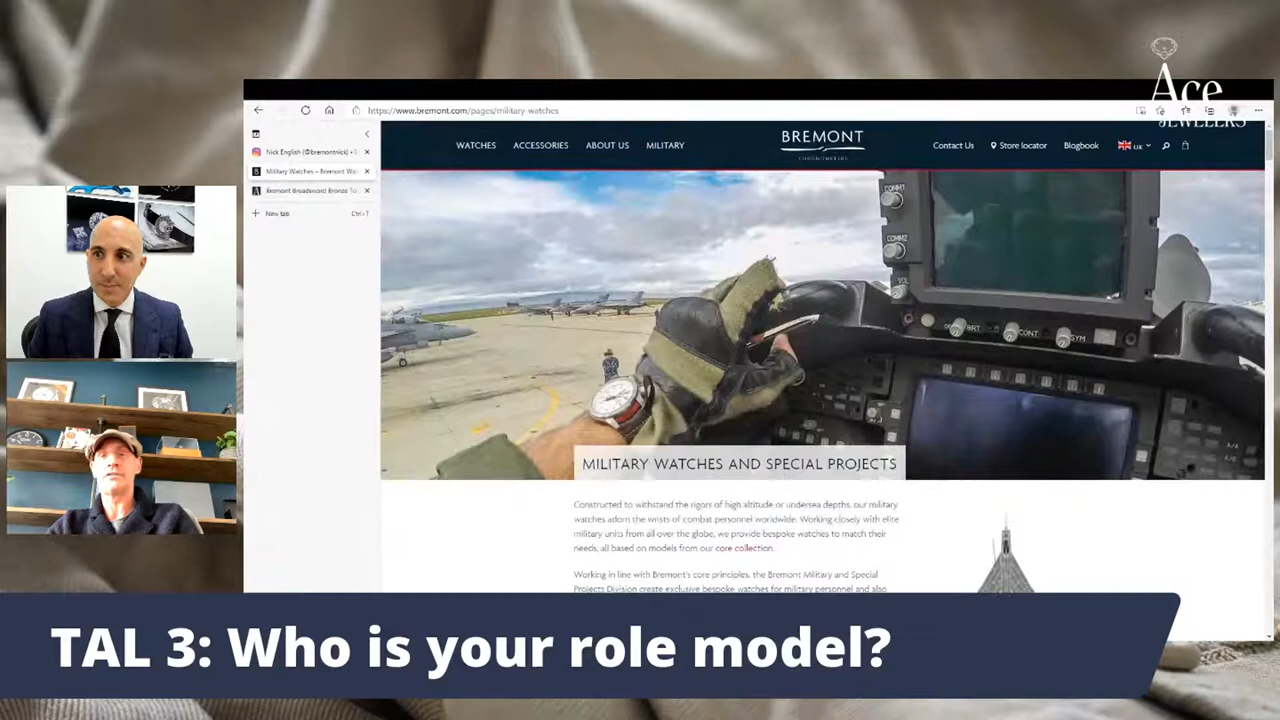 Ace
JEWELERS
https://www.bremont.com/pages/military-watches
Nick English (@bremontnick) •
Military Watches – Bremont Wa
Bremont Broadsword Bronze To
New tab
Ctrl+T
WATCHES
ACCESSORIES
ABOUT US
MILITARY
BREMONT
CHRONOMETERS
Contact Us
Store locator
Blogbook
UK
COMM1
COMM2
VOL
BRT
CONT
SYM
MILITARY WATCHES AND SPECIAL PROJECTS
Constructed to withstand the rigors of high altitude or undersea depths, our military
watches adorn the wrists of combat personnel worldwide. Working closely with elite
military units from all over the globe, we provide bespoke watches to match their
needs, all based on models from our core collection.
Working in line with Bremont's core principles, the Bremont Military and Special
Projects Division create exclusive bespoke watches for military personnel and also
TAL 3: Who is your role model?